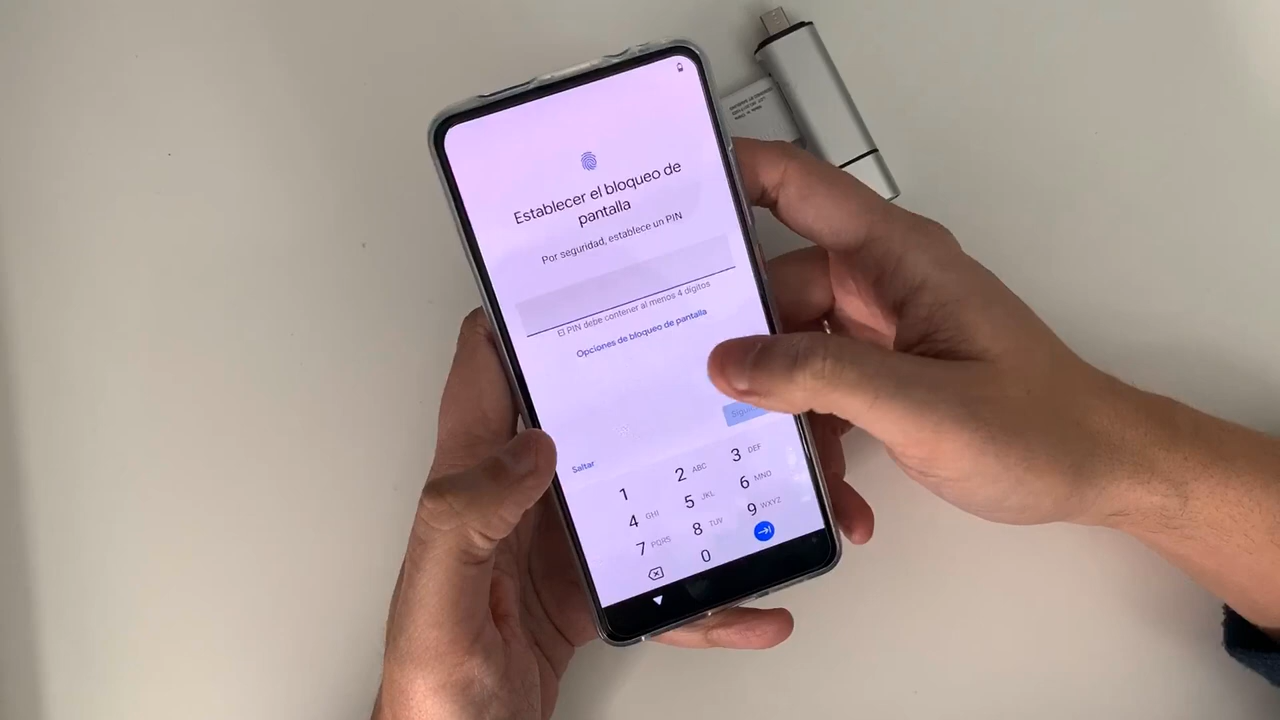 Establecer el bloqueo de
pantalla
Por seguridad, establece un PIN
El PIN debe contener al menos 4 dígitos
Opciones de bloqueo de pantalla
Saltar
1
2 ABC
3 DEF
4 GHI
5 JKL
6 MNO
7 PQRS
8 TUV
9 WXYZ
0